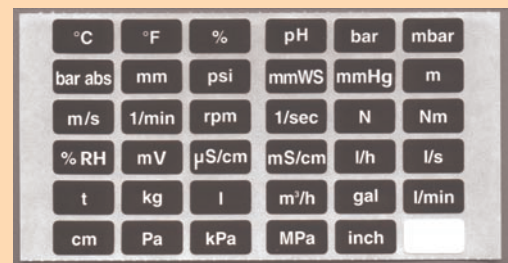 °C °F % pH bar mbar
bar abs mm psi mmWS mmHg m
m/s 1/min rpm 1/sec N Nm
% RH mV µS/cm mS/cm l/h l/s
t kg l m³/h gal l/min
cm Pa kPa MPa inch